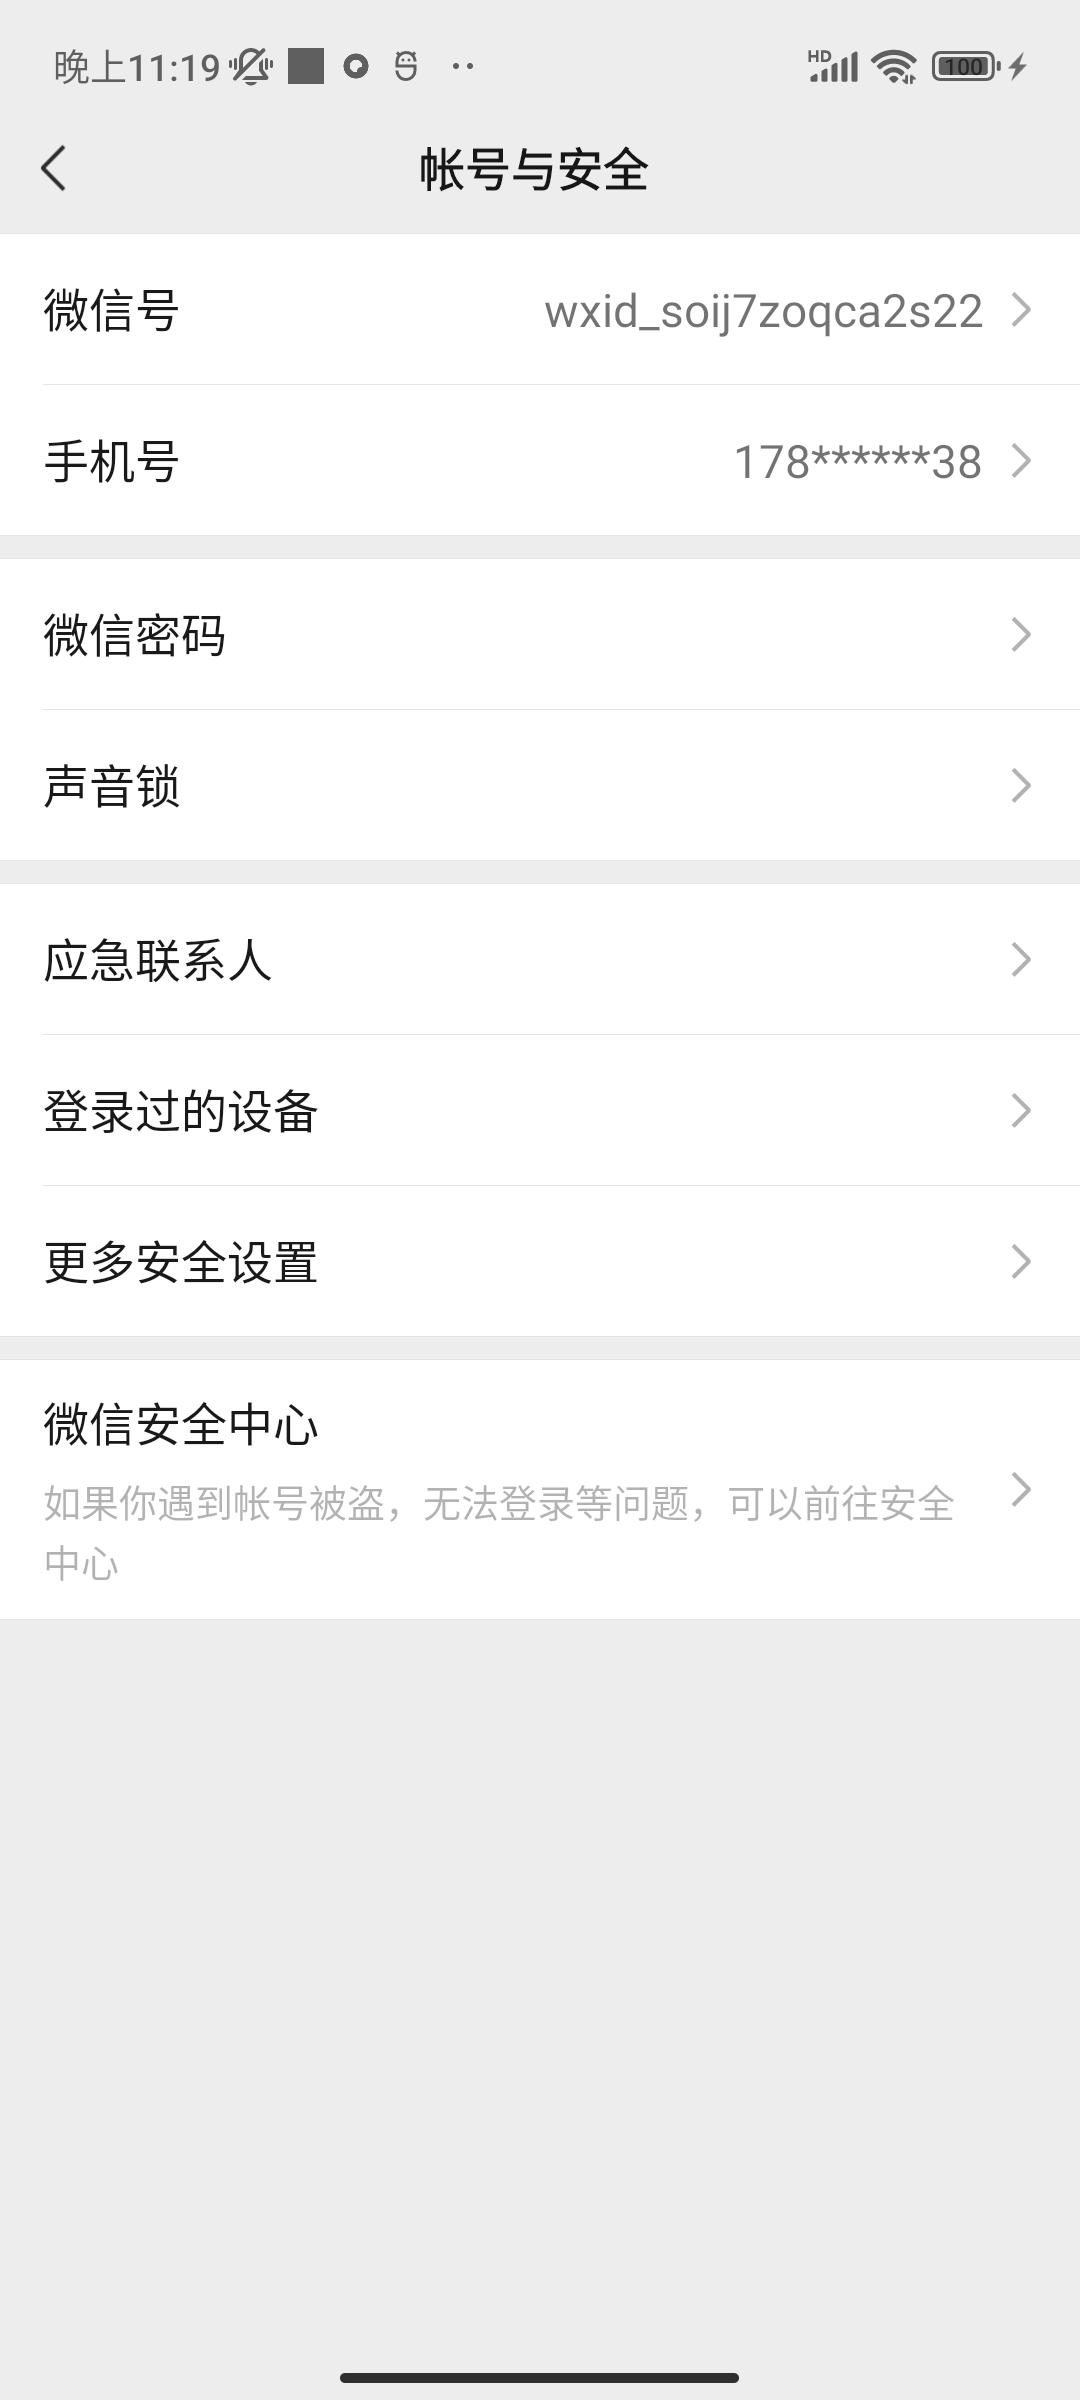 晚上11:19
HD
100
帐号与安全
微信号 wxid_soij7zoqca2s22
手机号 178******38
微信密码
声音锁
应急联系人
登录过的设备
更多安全设置
微信安全中心
如果你遇到帐号被盗，无法登录等问题，可以前往安全
中心